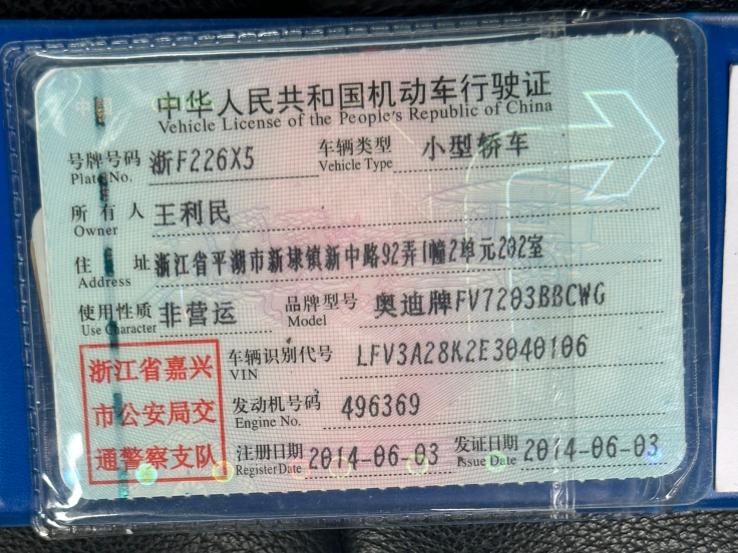 中华人民共和国机动车行驶证
Vehicle License of the People's Republic of China
号牌号码 浙F226X5 车辆类型 小型轿车
Plate No. Vehicle Type
所有人 王利民
Owner
住址 浙江省平湖市新埭镇新中路92弄1幢2单元202室
Address
使用性质 非营运 品牌型号 奥迪牌FV7203BBCWG
Use Character Model
车辆识别代号 LFV3A28K2E3040106
VIN
发动机号码 496369
Engine No.
注册日期 2014-06-03 发证日期 2014-06-03
Register Date Issue Date
浙江省嘉兴
市公安局交
通警察支队